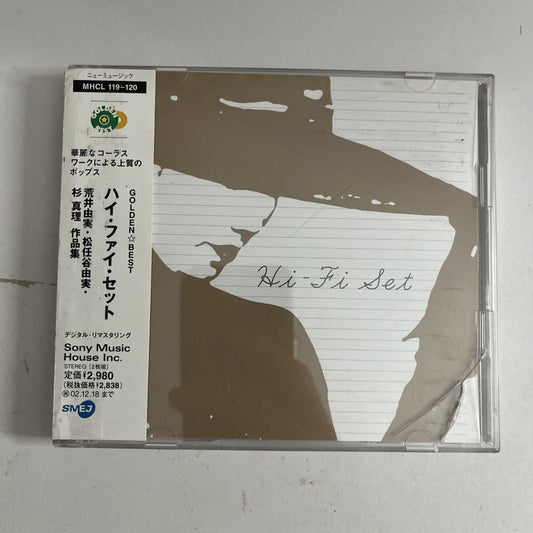 ニューミュージック
MHCL 119~120
GOLDEN
BEST
華麗なコーラス
ワークによる上質の
ポップス
GOLDEN☆BEST
ハイ・ファイ・セット
荒井由実・松任谷由実・
杉 真理 作品集
デジタル・リマスタリング
Sony Music
House Inc.
STEREO (2枚組)
定価¥2,980
(税抜価格¥2,838)
02.12.18 まで
SMEJ
Hi-Fi Set